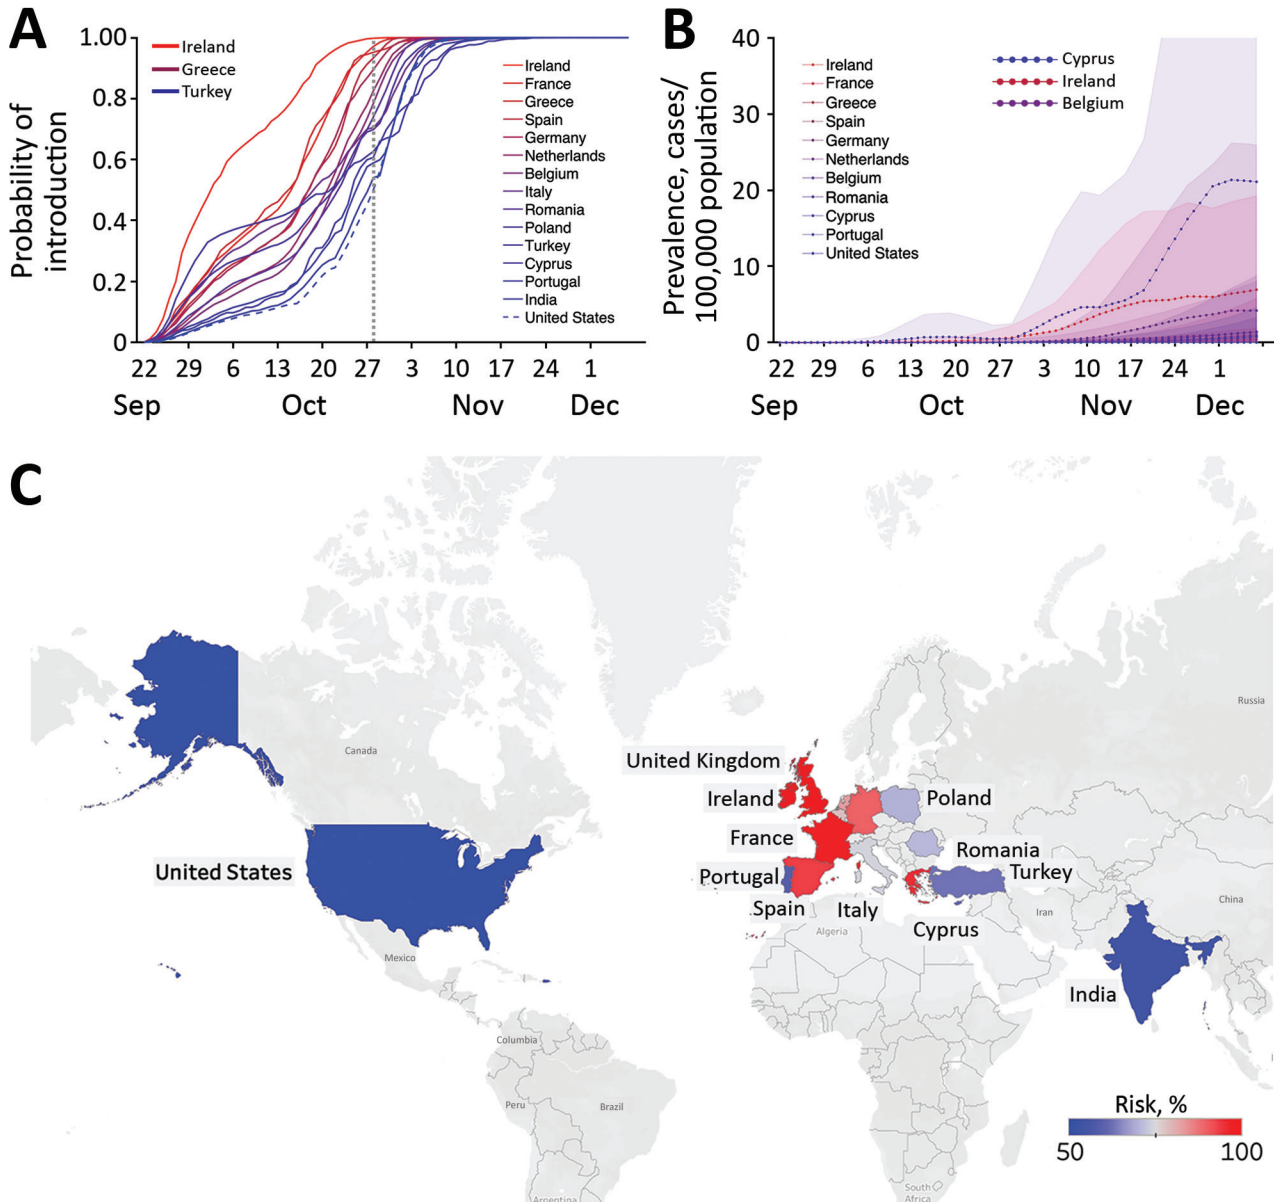 A
Probability of
introduction
1.00
0.8
0.6
0.4
0.2
0
Ireland
Greece
Turkey
Ireland
France
Greece
Spain
Germany
Netherlands
Belgium
Italy
Romania
Poland
Turkey
Cyprus
Portugal
India
United States
22 29 6 13 20 27 3 10 17 24 1
Sep Oct Nov Dec
B
Prevalence, cases/
100,000 population
40
30
20
10
0
Ireland
France
Greece
Spain
Germany
Netherlands
Belgium
Romania
Cyprus
Portugal
United States
Cyprus
Ireland
Belgium
22 29 6 13 20 27 3 10 17 24 1
Sep Oct Nov Dec
C
Russia
Canada
United Kingdom
Ireland
Poland
France
Romania
United States
Portugal
Turkey
Spain
Italy
Iran
China
Cyprus
Algeria
Mexico
India
Columbia
Peru
Brazil
Risk, %
50 100
South
Africa
Argentina